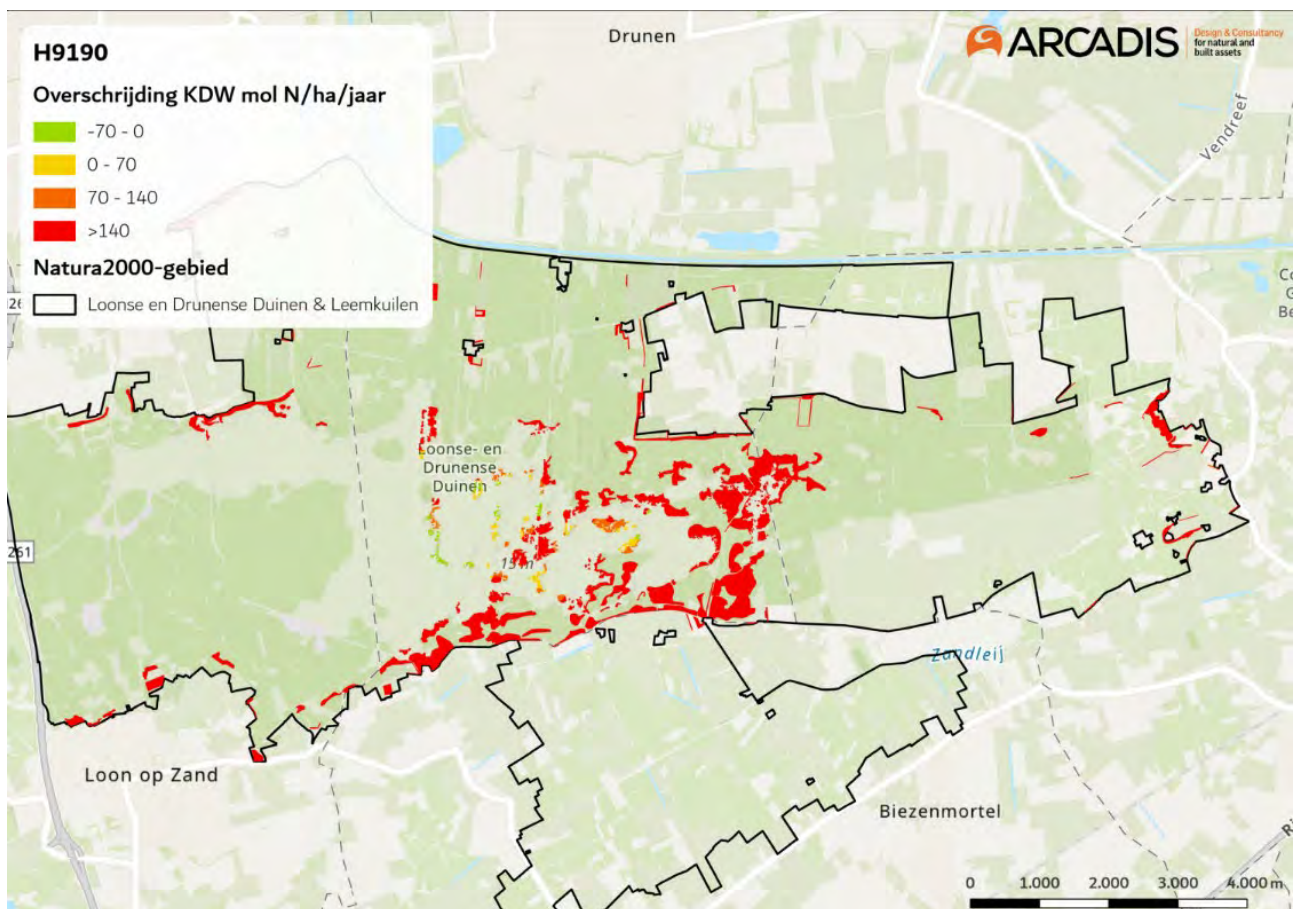 H9190
Overschrijding KDW mol N/ha/jaar
-70 - 0
0 - 70
70 - 140
>140
Natura2000-gebied
Loonse en Drunense Duinen & Leemkuilen
Drunen
ARCADIS
Design & Consultancy
for natural and
built assets
Vendreef
26
Loonse- en
Drunense
Duinen
261
Zandleij
Loon op Zand
Biezenmortel
0 1.000 2.000 3.000 4.000 m